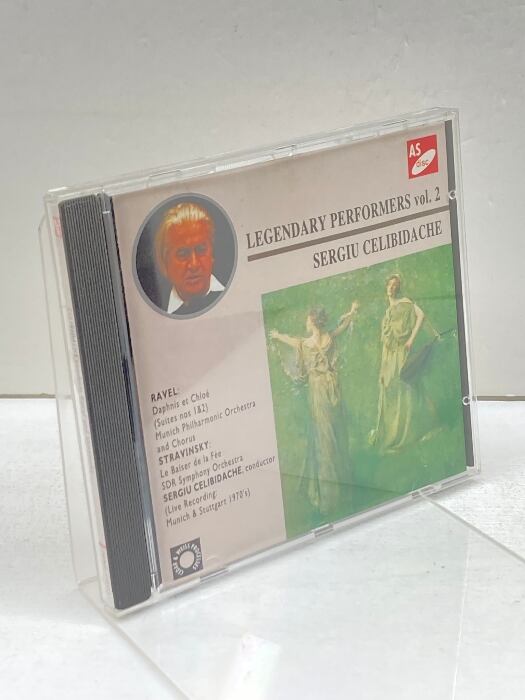 AS
disc
LEGENDARY PERFORMERS vol. 2
SERGIU CELIBIDACHE
RAVEL:
Daphnis et Chloé
(Suites nos 1&2)
Munich Philharmonic Orchestra
and Chorus
STRAVINSKY:
Le Baiser de la Fée
SDR Symphony Orchestra
SERGIU CELIBIDACHE, conductor
(Live Recording:
Munich & Stuttgart 1970's)